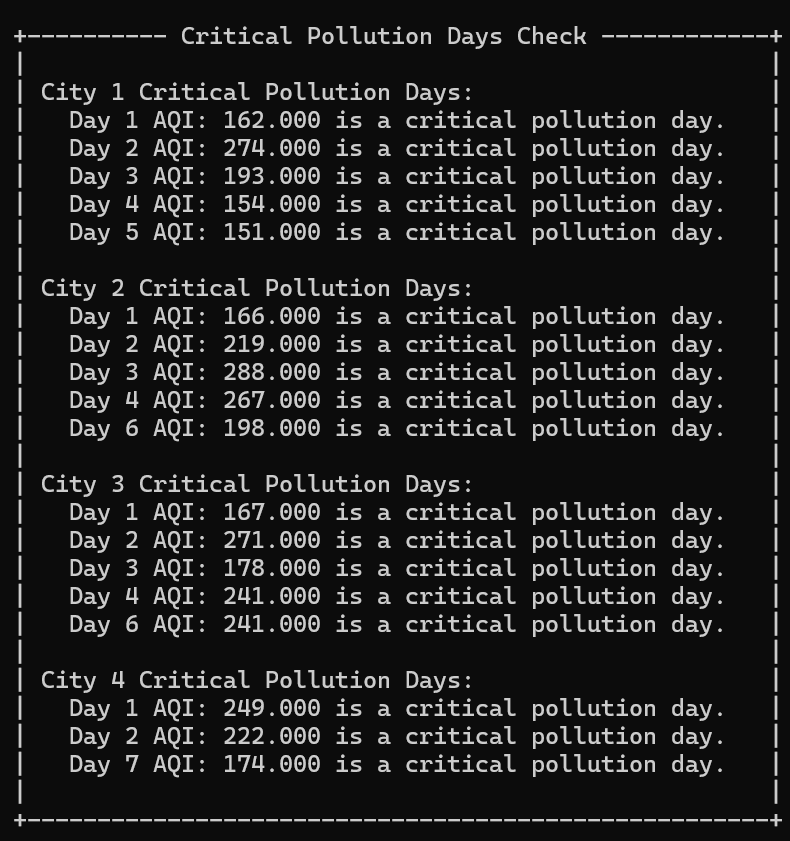 +---------- Critical Pollution Days Check ------------+
| |
| City 1 Critical Pollution Days: |
| Day 1 AQI: 162.000 is a critical pollution day. |
| Day 2 AQI: 274.000 is a critical pollution day. |
| Day 3 AQI: 193.000 is a critical pollution day. |
| Day 4 AQI: 154.000 is a critical pollution day. |
| Day 5 AQI: 151.000 is a critical pollution day. |
| |
| City 2 Critical Pollution Days: |
| Day 1 AQI: 166.000 is a critical pollution day. |
| Day 2 AQI: 219.000 is a critical pollution day. |
| Day 3 AQI: 288.000 is a critical pollution day. |
| Day 4 AQI: 267.000 is a critical pollution day. |
| Day 6 AQI: 198.000 is a critical pollution day. |
| |
| City 3 Critical Pollution Days: |
| Day 1 AQI: 167.000 is a critical pollution day. |
| Day 2 AQI: 271.000 is a critical pollution day. |
| Day 3 AQI: 178.000 is a critical pollution day. |
| Day 4 AQI: 241.000 is a critical pollution day. |
| Day 6 AQI: 241.000 is a critical pollution day. |
| |
| City 4 Critical Pollution Days: |
| Day 1 AQI: 249.000 is a critical pollution day. |
| Day 2 AQI: 222.000 is a critical pollution day. |
| Day 7 AQI: 174.000 is a critical pollution day. |
| |
+-----------------------------------------------------+